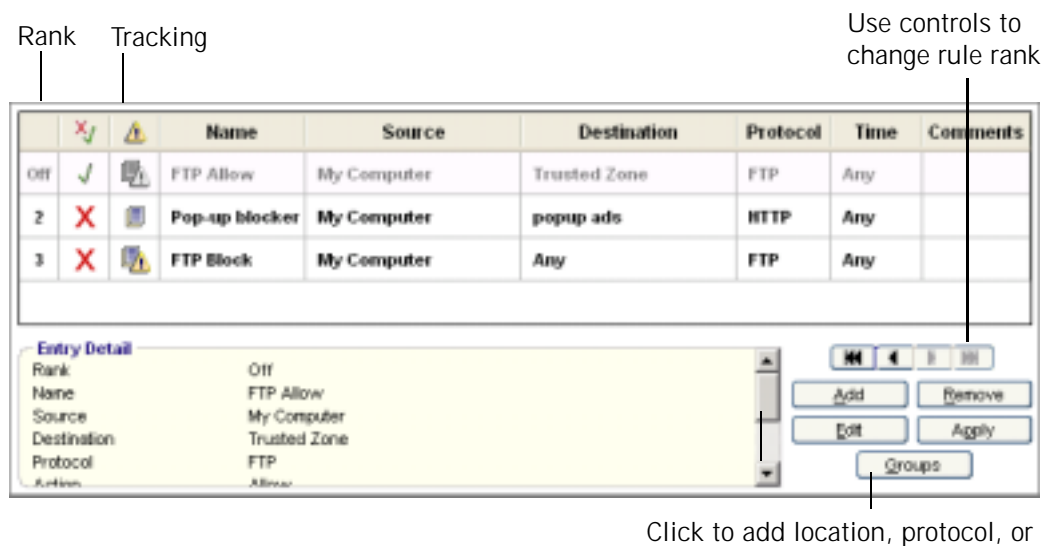 Rank Tracking
Use controls to
change rule rank
Name Source Destination Protocol Time Comments
Off FTP Allow My Computer Trusted Zone FTP Any
2 Pop-up blocker My Computer popup ads HTTP Any
3 FTP Block My Computer Any FTP Any
Entry Detail
Rank Off
Name FTP Allow
Source My Computer
Destination Trusted Zone
Protocol FTP
Action Allow
Add Remove
Edit Apply
Groups
Click to add location, protocol, or